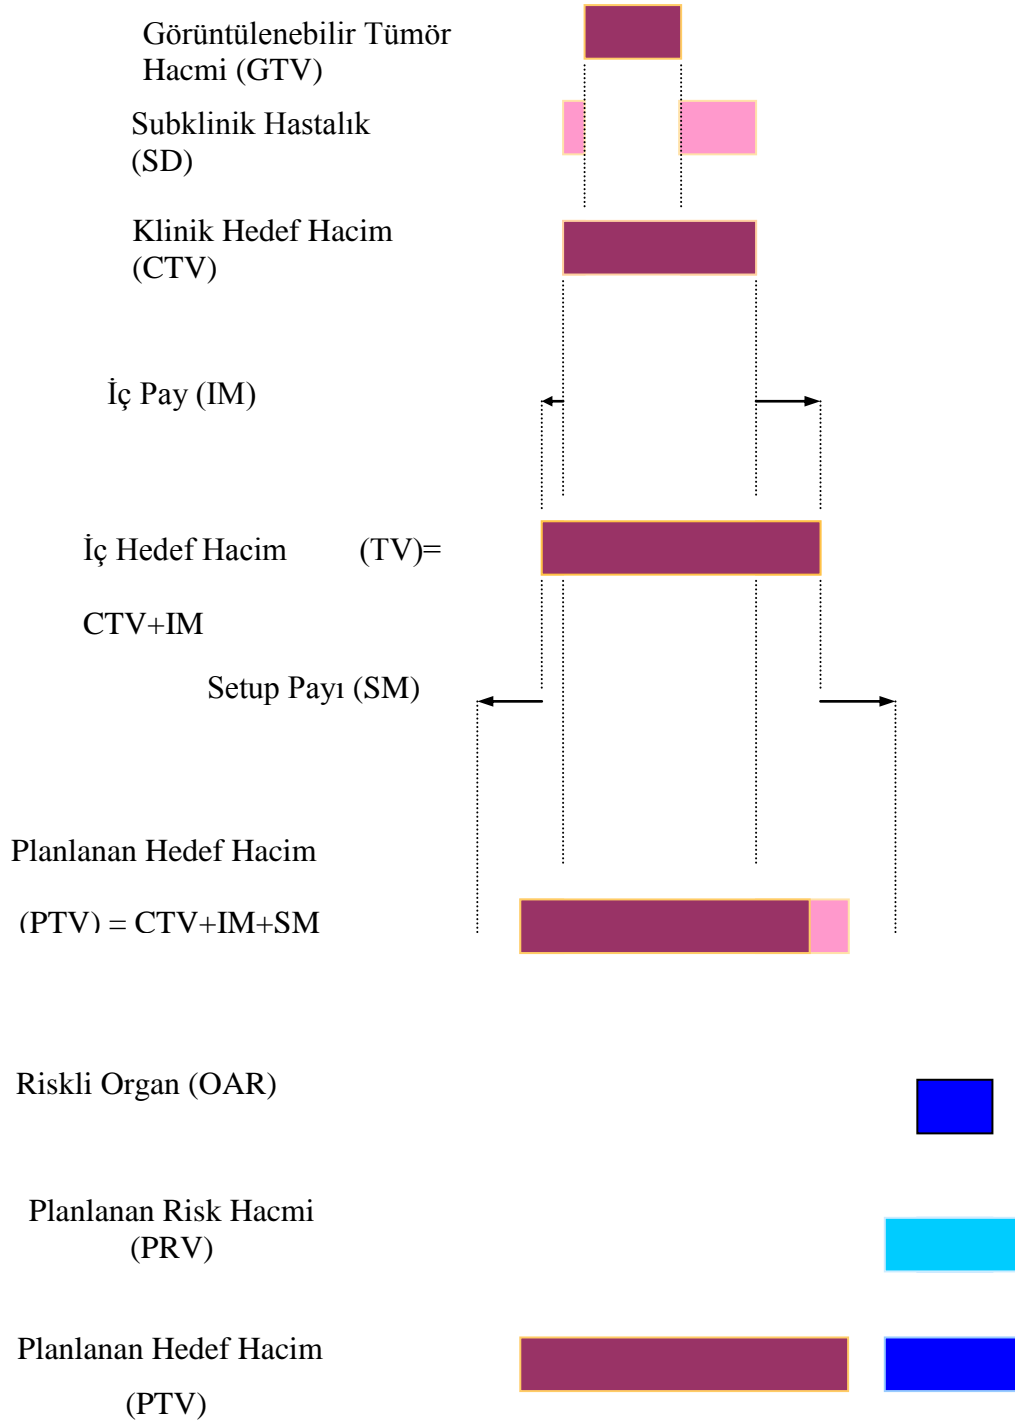 Görüntülenebilir Tümör
Hacmi (GTV)
Subklinik Hastalık
(SD)
Klinik Hedef Hacim
(CTV)
İç Pay (IM)
İç Hedef Hacim (TV)=
CTV+IM
Setup Payı (SM)
Planlanan Hedef Hacim
(PTV) = CTV+IM+SM
Riskli Organ (OAR)
Planlanan Risk Hacmi
(PRV)
Planlanan Hedef Hacim
(PTV)